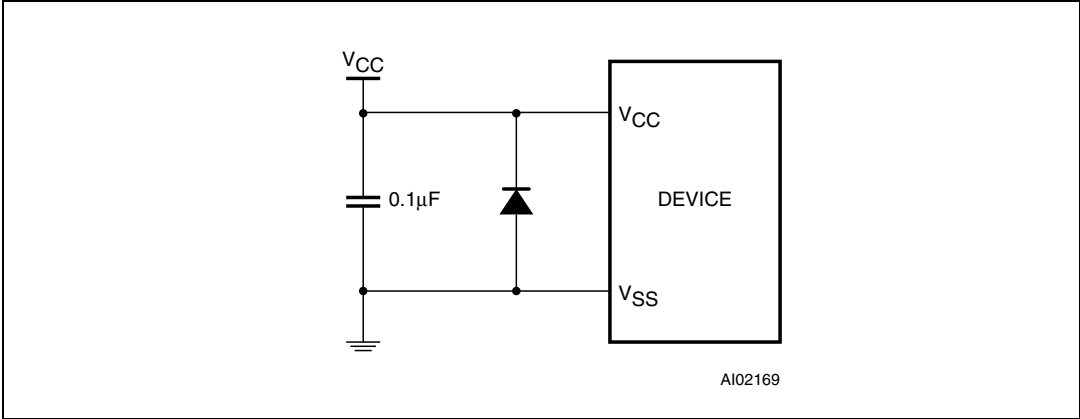 VCC
VCC
0.1μF
DEVICE
VSS
AI02169